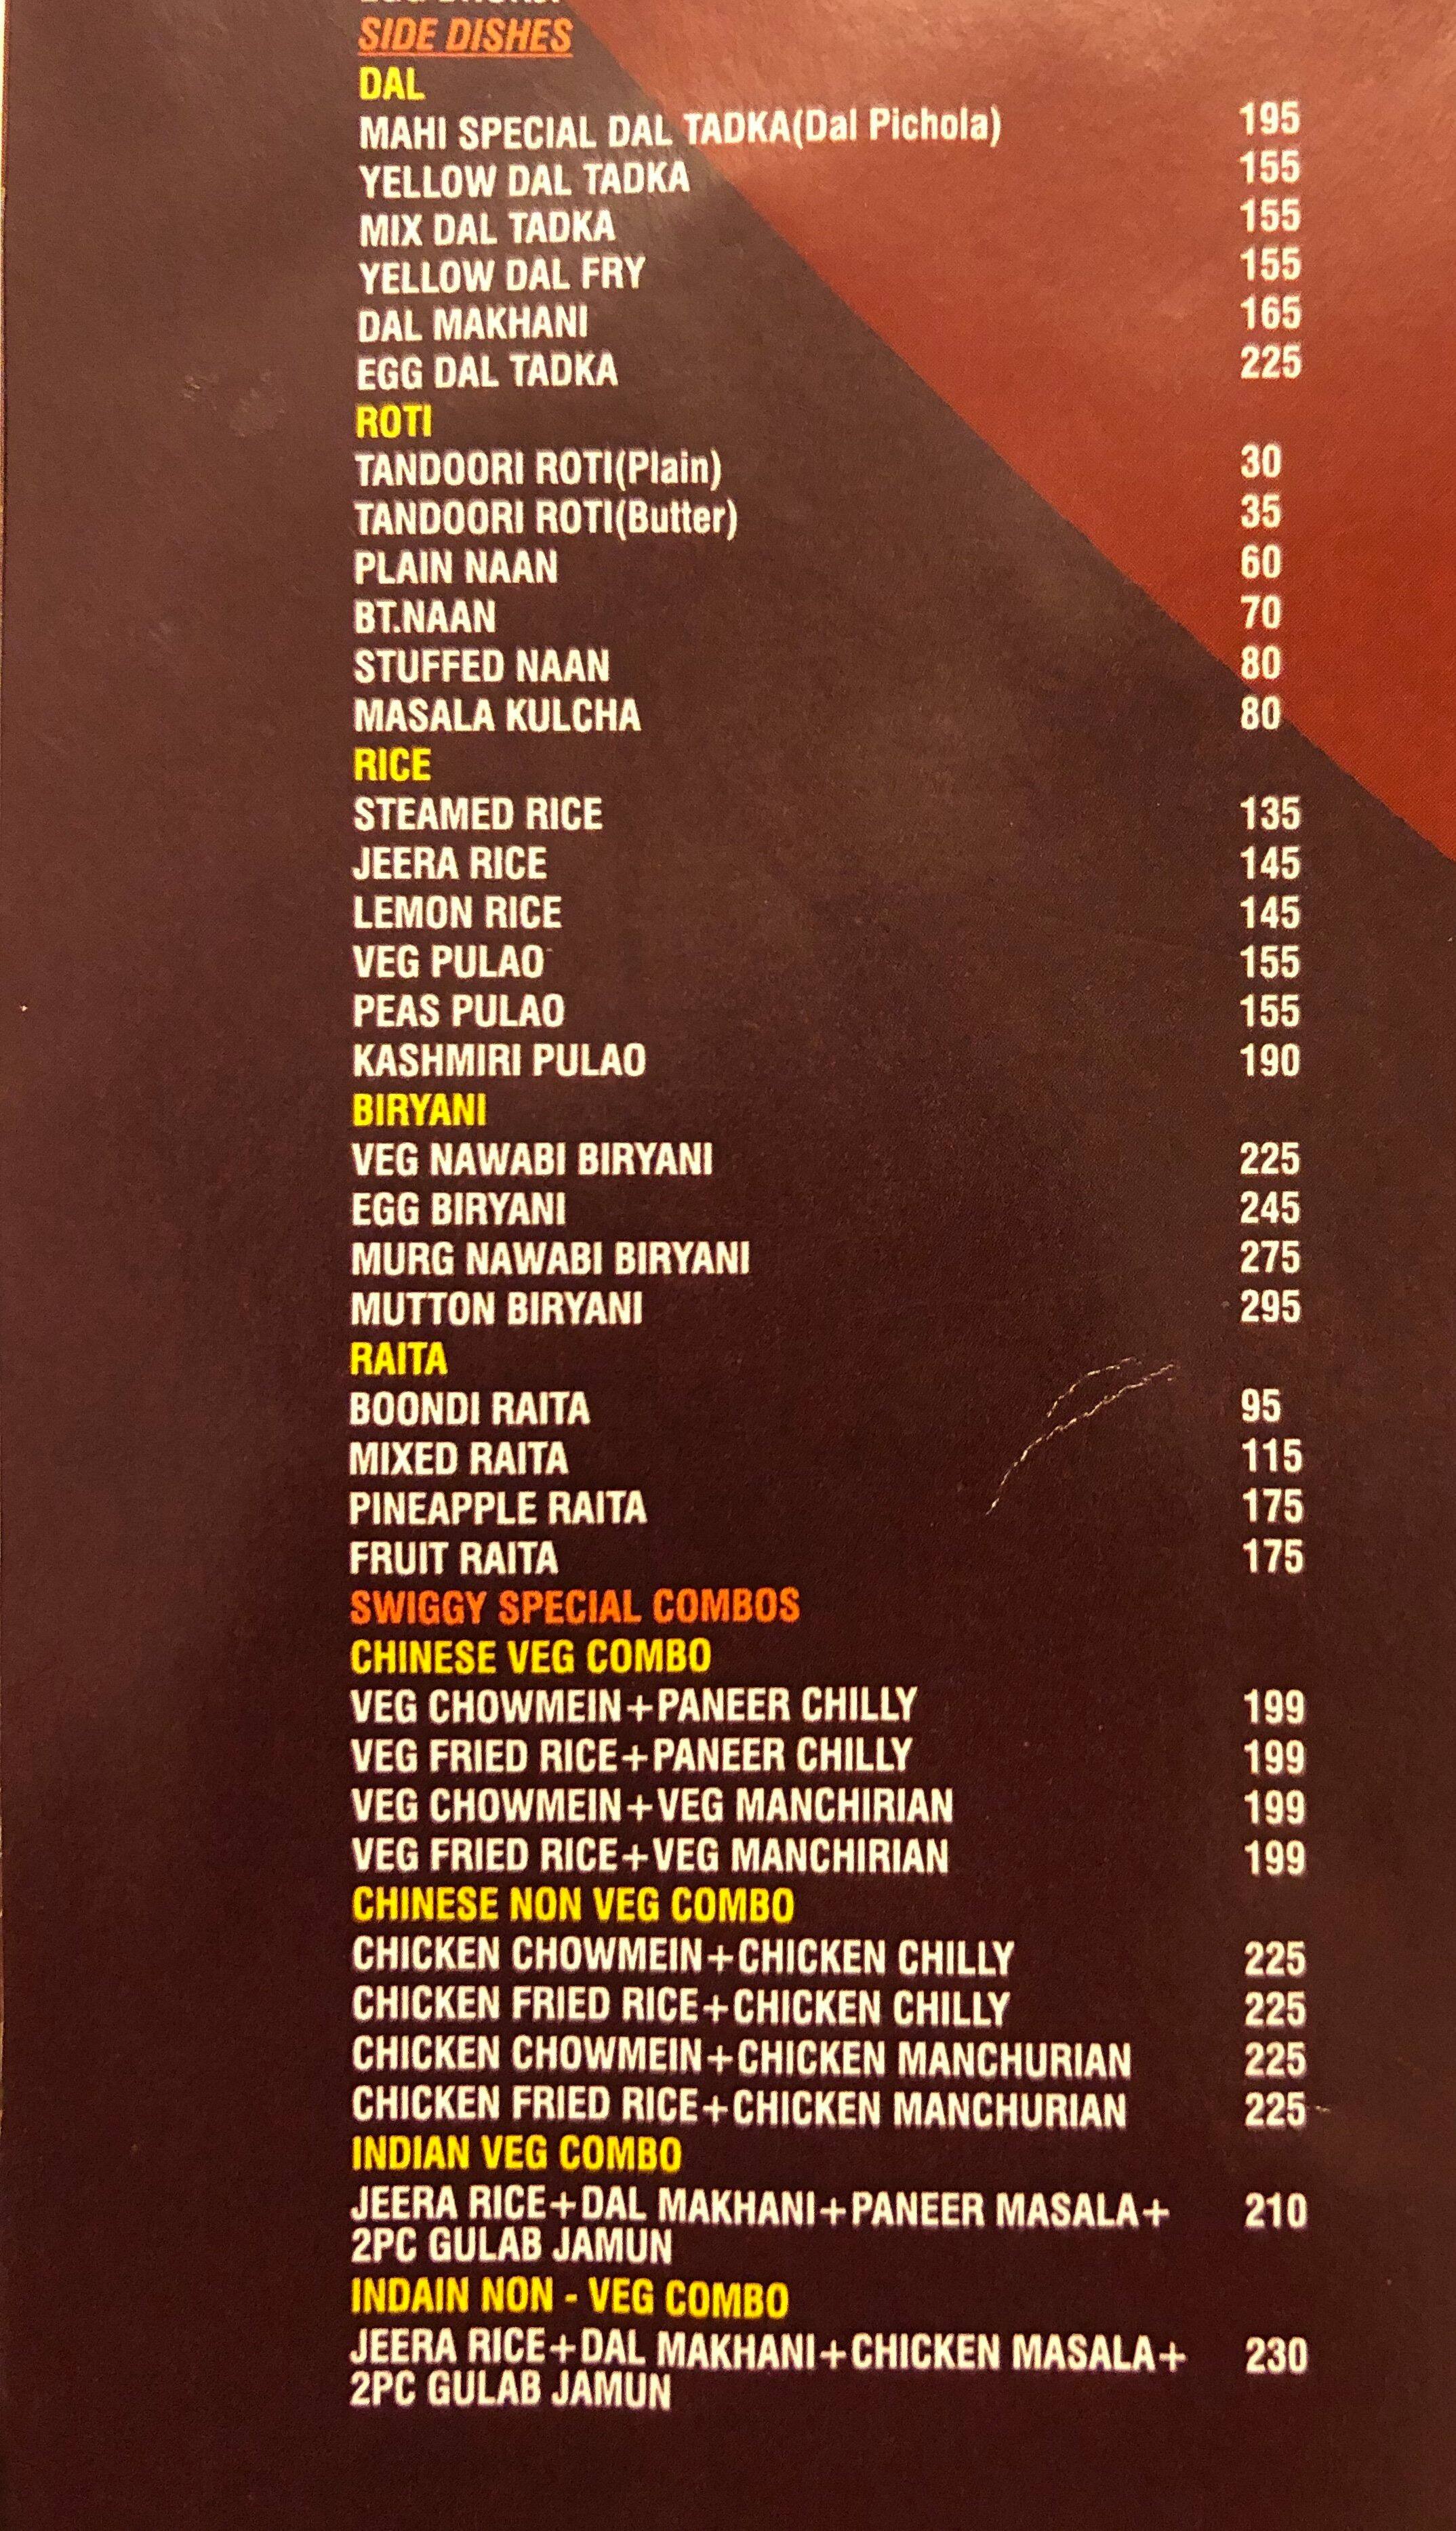 SIDE DISHES
DAL
MAHI SPECIAL DAL TADKA(Dal Pichola) 195
YELLOW DAL TADKA 155
MIX DAL TADKA 155
YELLOW DAL FRY 155
DAL MAKHANI 165
EGG DAL TADKA 225
ROTI
TANDOORI ROTI(Plain) 30
TANDOORI ROTI(Butter) 35
PLAIN NAAN 60
BT.NAAN 70
STUFFED NAAN 80
MASALA KULCHA 80
RICE
STEAMED RICE 135
JEERA RICE 145
LEMON RICE 145
VEG PULAO 155
PEAS PULAO 155
KASHMIRI PULAO 190
BIRYANI
VEG NAWABI BIRYANI 225
EGG BIRYANI 245
MURG NAWABI BIRYANI 275
MUTTON BIRYANI 295
RAITA
BOONDI RAITA 95
MIXED RAITA 115
PINEAPPLE RAITA 175
FRUIT RAITA 175
SWIGGY SPECIAL COMBOS
CHINESE VEG COMBO
VEG CHOWMEIN+PANEER CHILLY 199
VEG FRIED RICE+PANEER CHILLY 199
VEG CHOWMEIN+VEG MANCHIRIAN 199
VEG FRIED RICE+VEG MANCHIRIAN 199
CHINESE NON VEG COMBO
CHICKEN CHOWMEIN+CHICKEN CHILLY 225
CHICKEN FRIED RICE+CHICKEN CHILLY 225
CHICKEN CHOWMEIN+CHICKEN MANCHURIAN 225
CHICKEN FRIED RICE+CHICKEN MANCHURIAN 225
INDIAN VEG COMBO
JEERA RICE+DAL MAKHANI+PANEER MASALA+ 210
2PC GULAB JAMUN
INDAIN NON - VEG COMBO
JEERA RICE+DAL MAKHANI+CHICKEN MASALA+ 230
2PC GULAB JAMUN